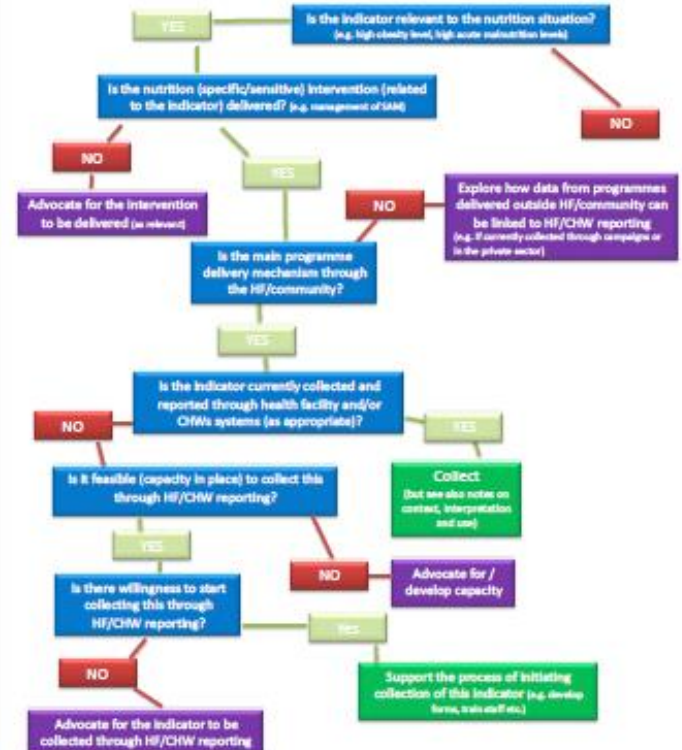 Is the indicator relevant to the nutrition situation?
(e.g. high obesity level, high acute malnutrition levels)
YES
NO
Is the nutrition (specific/sensitive) intervention (related
to the indicator) delivered? (e.g. management of SAM)
NO
Advocate for the intervention
to be delivered (as relevant)
YES
Is the main programme
delivery mechanism through
the HF/community?
NO
Explore how data from programmes
delivered outside HF/community can
be linked to HF/CHW reporting
(e.g. if currently collected through campaigns or
in the private sector)
YES
Is the indicator currently collected and
reported through health facility and/or
CHWs systems (as appropriate)?
YES
Collect
(but see also notes on
context, interpretation
and use)
NO
Is it feasible (capacity in place) to collect this
through HF/CHW reporting?
NO
Advocate for /
develop capacity
YES
Is there willingness to start
collecting this through
HF/CHW reporting?
Yes
Support the process of initiating
collection of this indicator (e.g. develop
forms, train staff etc.)
NO
Advocate for the indicator to be
collected through HF/CHW reporting